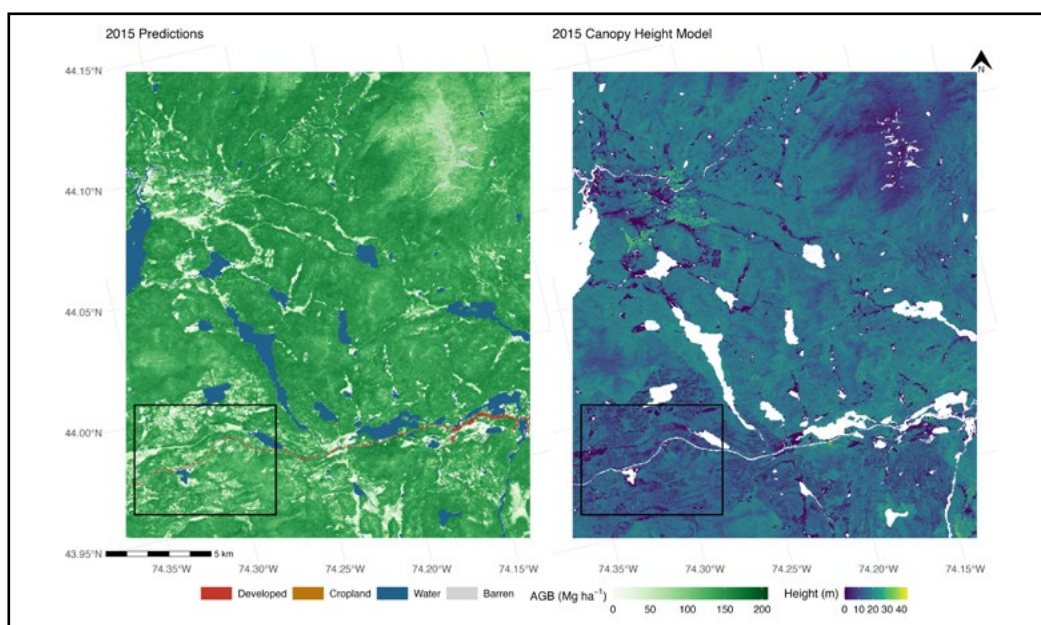 2015 Predictions
2015 Canopy Height Model
N
44.15°N
44.10°N
44.05°N
44.00°N
43.95°N
5 km
74.35°W 74.30°W 74.25°W 74.20°W 74.15°W
74.35°W 74.30°W 74.25°W 74.20°W 74.15°W
Developed Cropland Water Barren AGB (Mg ha⁻¹) 0 50 100 150 200 Height (m) 0 10 20 30 40